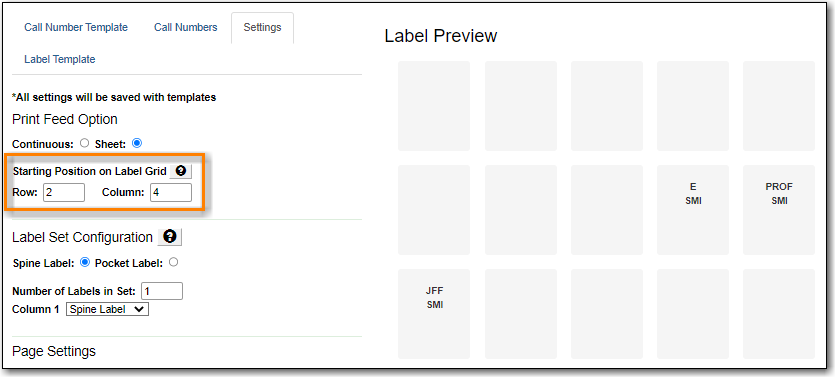 Call Number Template Call Numbers Settings
Label Template
*All settings will be saved with templates
Print Feed Option
Continuous: Sheet:
Starting Position on Label Grid ?
Row: 2 Column: 4
Label Set Configuration ?
Spine Label: Pocket Label:
Number of Labels in Set: 1
Column 1 Spine Label
Page Settings
Label Preview
E
SMI
PROF
SMI
JFF
SMI